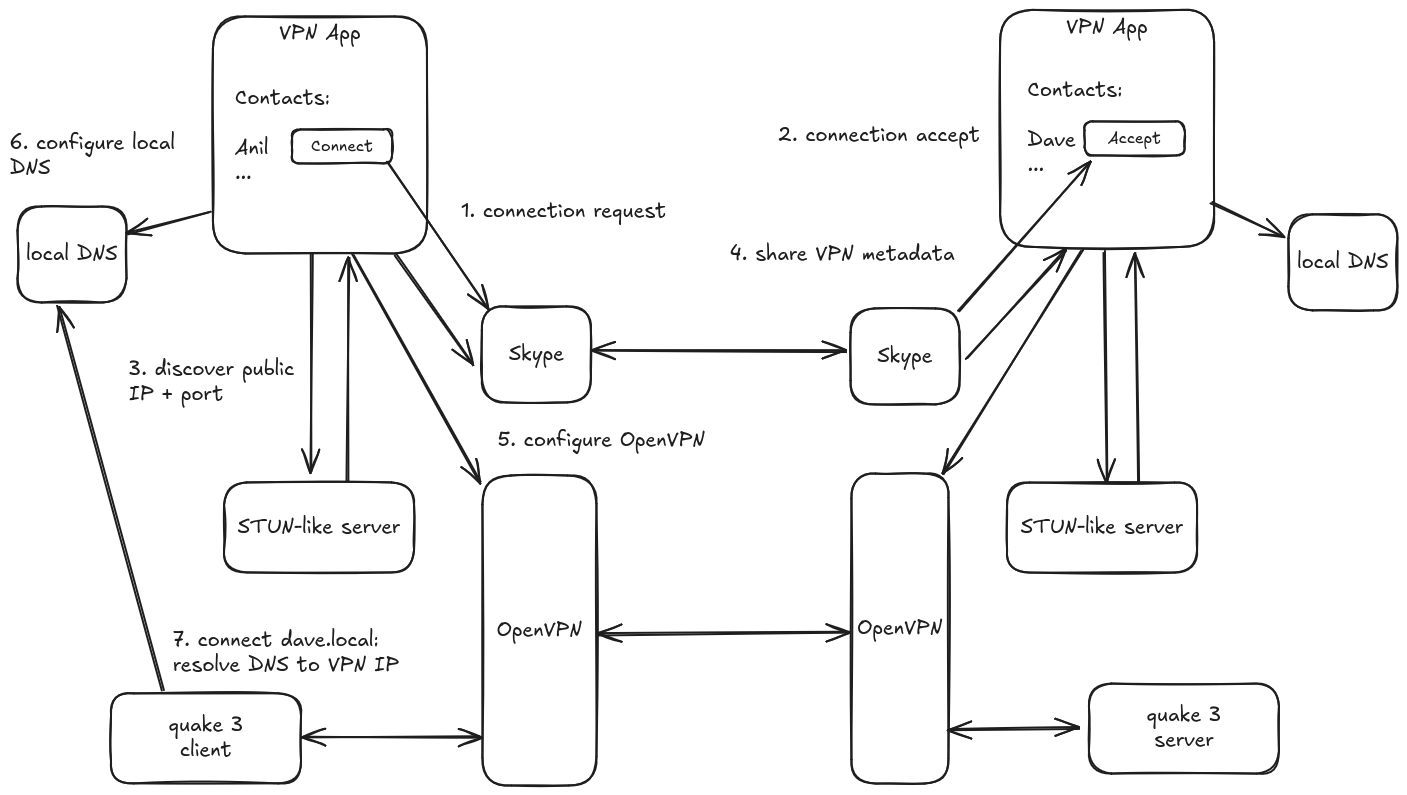 VPN App
Contacts:
Anil
Connect
...
6. configure local
DNS
local DNS
1. connection request
VPN App
Contacts:
Dave
Accept
...
2. connection accept
4. share VPN metadata
local DNS
Skype
Skype
3. discover public
IP + port
5. configure OpenVPN
STUN-like server
STUN-like server
OpenVPN
OpenVPN
7. connect dave.local:
resolve DNS to VPN IP
quake 3
client
quake 3
server